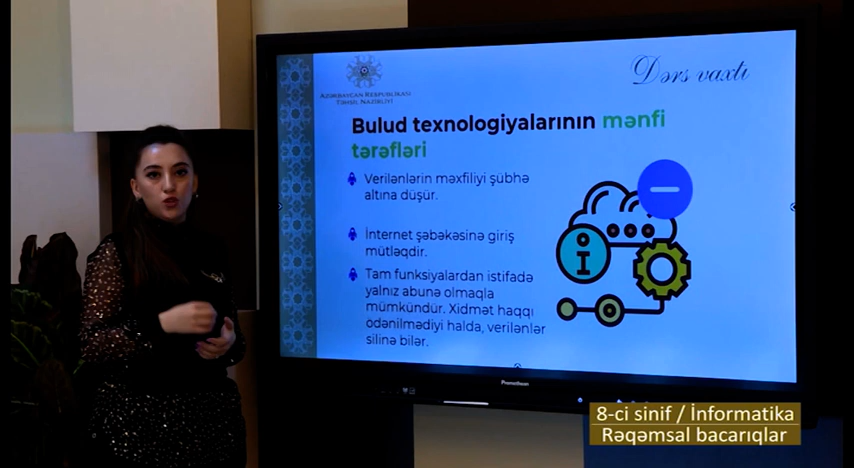 Dərs vaxtı
AZƏRBAYCAN RESPUBLİKASI
TƏHSİL NAZİRLİYİ
Bulud texnologiyalarının mənfi
tərəfləri
Verilənlərin məxfiliyi şübhə
altına düşür.
İnternet şəbəkəsinə giriş
mütləqdir.
Tam funksiyalardan istifadə
yalnız abunə olmaqla
mümkündür. Xidmət haqqı
ödənilmədiyi halda, verilənlər
silinə bilər.
Promethean
8-ci sinif / İnformatika
Rəqəmsal bacarıqlar